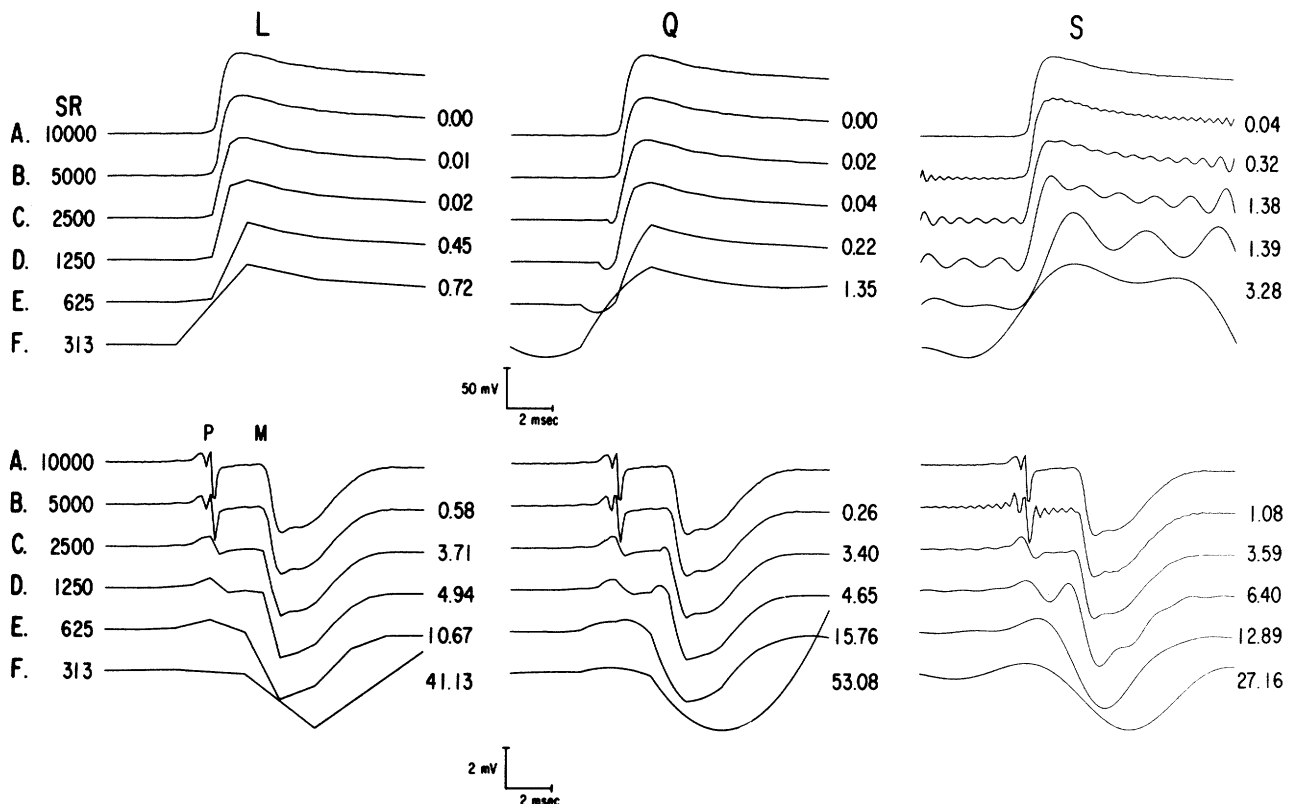 L Q S
SR
A. 10000
0.00 0.00 0.04
B. 5000
0.01 0.02 0.32
C. 2500
0.02 0.04 1.38
D. 1250
0.45 0.22 1.39
E. 625
0.72 1.35 3.28
F. 313
50 mV
2 msec
P M
A. 10000
B. 5000 0.58 0.26 1.08
C. 2500 3.71 3.40 3.59
D. 1250 4.94 4.65 6.40
E. 625 10.67 15.76 12.89
F. 313 41.13 53.08 27.16
2 mV
2 msec